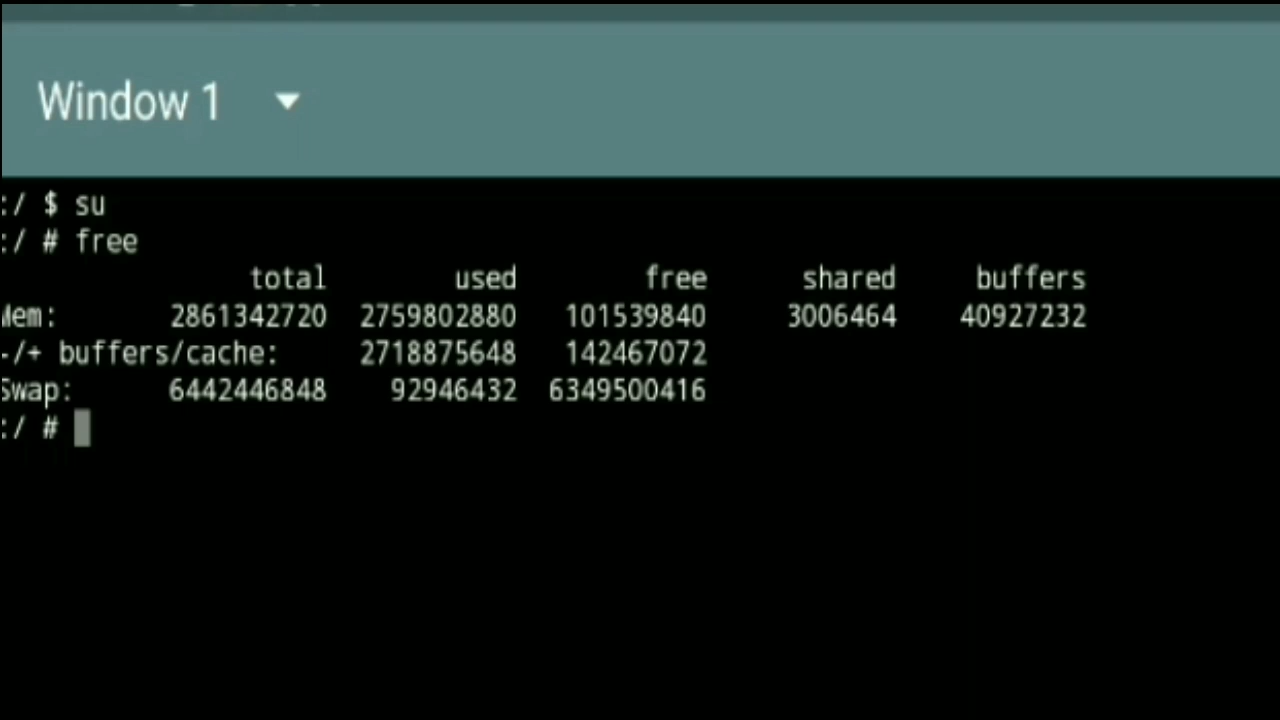 Window 1
:/ $ su
:/ # free
total used free shared buffers
Mem: 2861342720 2759802880 101539840 3006464 40927232
-/+ buffers/cache: 2718875648 142467072
Swap: 6442446848 92946432 6349500416
:/ #